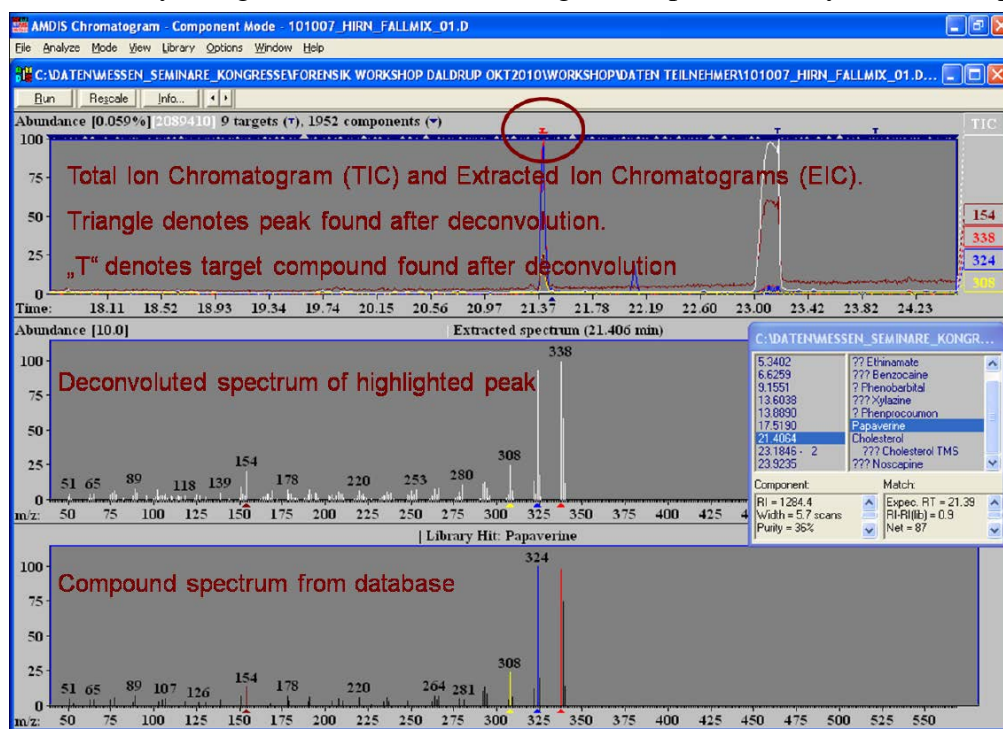 AMDIS Chromatogram - Component Mode - 101007_HIRN_FALLMIX_01.D
File Analyze Mode View Library Options Window Help
C:\DATEN\MESSEN_SEMINARE_KONGRESSE\FORENSIK WORKSHOP DALDRUP OKT2010\WORKSHOP\DATEN TEILNEHMER\101007_HIRN_FALLMIX_01.D...
Run Rescale Info...
Abundance [0.059%] [2089410] 9 targets (T), 1952 components (▼) TIC
100
75
50
25
0
Total Ion Chromatogram (TIC) and Extracted Ion Chromatograms (EIC).
Triangle denotes peak found after deconvolution.
„T“ denotes target compound found after deconvolution
154
338
324
308
Time: 18.11 18.52 18.93 19.34 19.74 20.15 20.56 20.97 21.37 21.78 22.19 22.60 23.00 23.42 23.82 24.23
Abundance [10.0] Extracted spectrum (21.406 min)
100
75
50
25
0
Deconvoluted spectrum of highlighted peak
338
308
51 65 89 118 139 154 178 220 253 280
m/z: 50 75 100 125 150 175 200 225 250 275 300 325 350 375 400 425
C:\DATEN\MESSEN_SEMINARE_KONGR...
5.3402 ?? Ethinamate
6.6259 ??? Benzocaine
9.1551 ? Phenobarbital
13.6038 ??? Xylazine
13.8890 ? Phenprocoumon
17.5190 Papaverine
21.4064 Cholesterol
23.1846 - 2 ??? Cholesterol TMS
23.9235 ??? Noscapine
Component: Match:
RI = 1284,4 Expec. RT = 21.39
Width = 5.7 scans RI-RI(lib) = 0.9
Purity = 36% Net = 87
Library Hit: Papaverine
100
75
50
25
0
Compound spectrum from database
324
308
51 65 89 107 126 154 178 220 264 281
m/z: 50 75 100 125 150 175 200 225 250 275 300 325 350 375 400 425 450 475 500 525 550